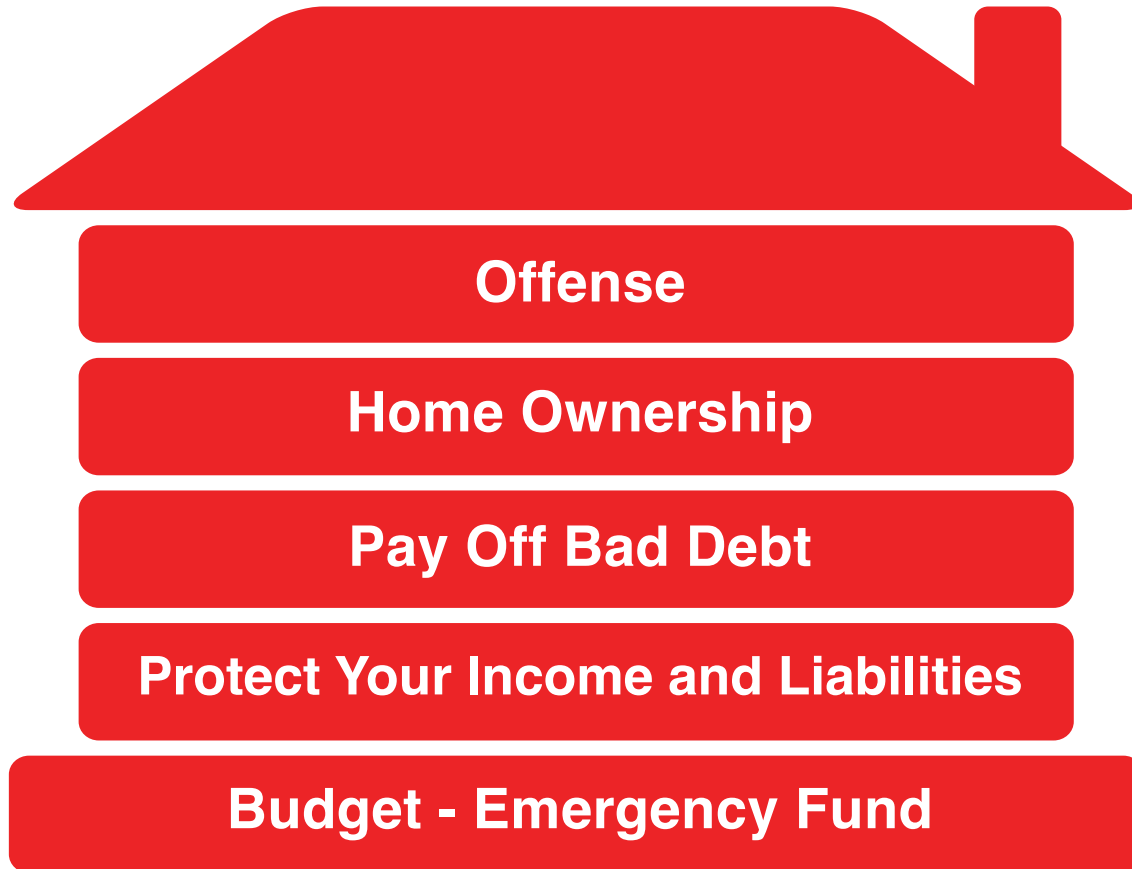 Offense
Home Ownership
Pay Off Bad Debt
Protect Your Income and Liabilities
Budget - Emergency Fund